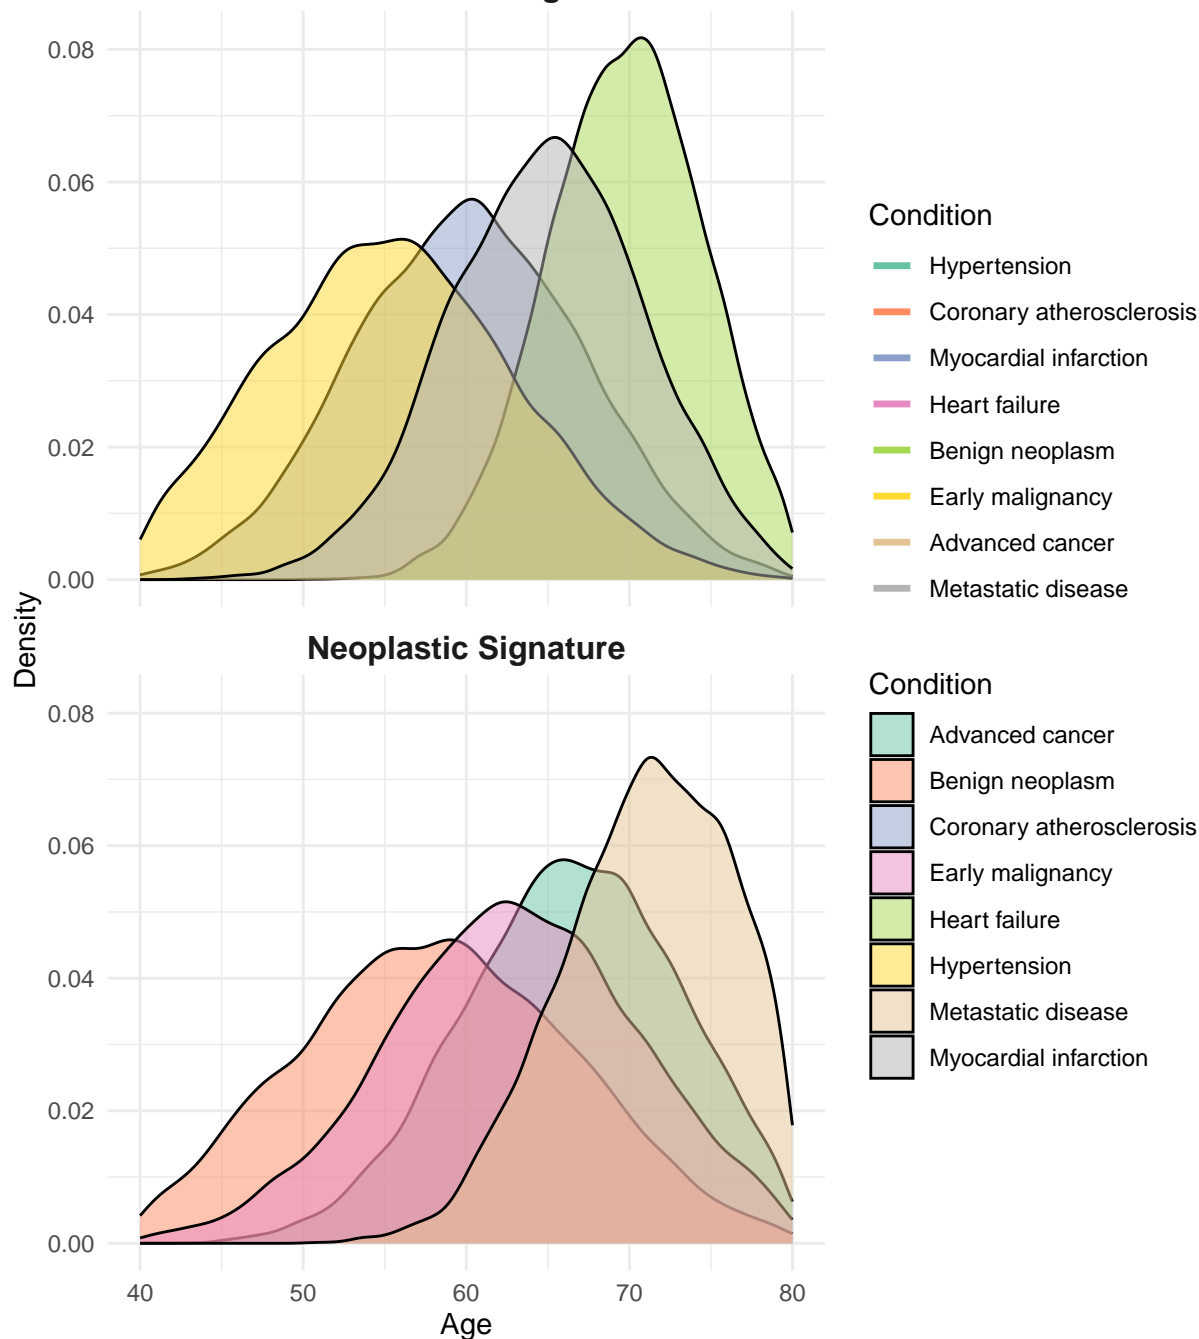 0.08
0.06
0.04
0.02
0.00
Density
Neoplastic Signature
0.08
0.06
0.04
0.02
0.00
40 50 60 70 80
Age
Condition
Hypertension
Coronary atherosclerosis
Myocardial infarction
Heart failure
Benign neoplasm
Early malignancy
Advanced cancer
Metastatic disease
Condition
Advanced cancer
Benign neoplasm
Coronary atherosclerosis
Early malignancy
Heart failure
Hypertension
Metastatic disease
Myocardial infarction